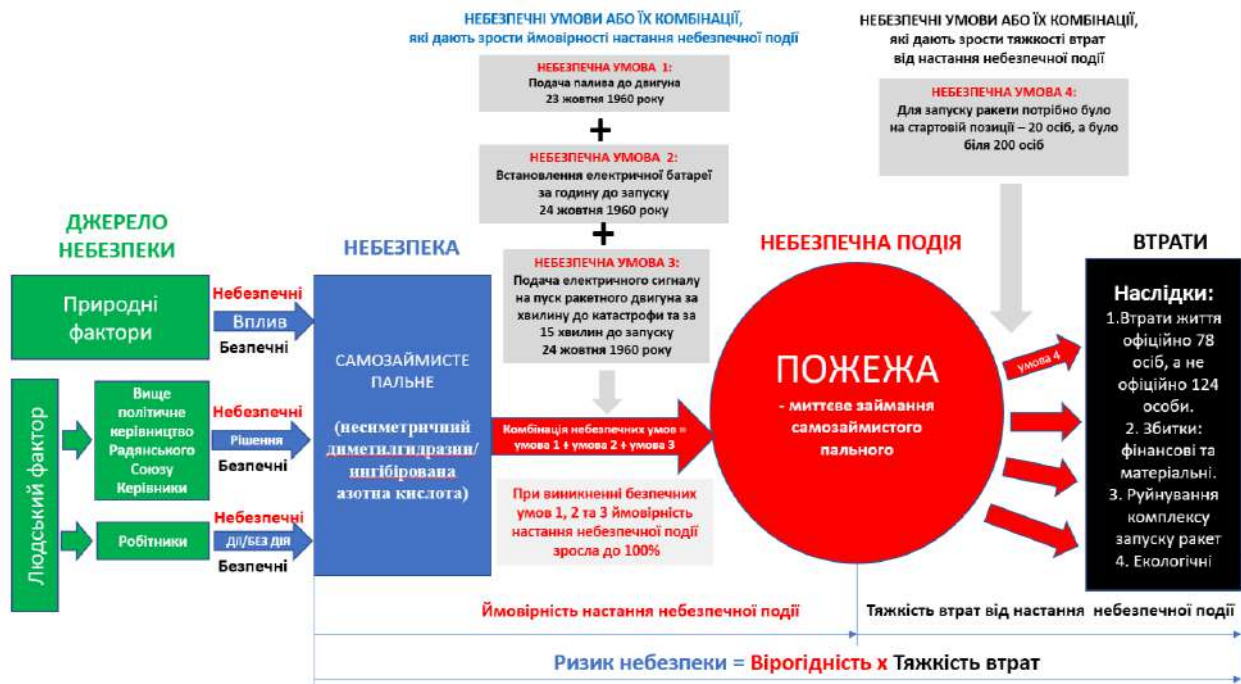 НЕБЕЗПЕЧНІ УМОВИ АБО ЇХ КОМБІНАЦІЇ,
які дають зрости ймовірності настання небезпечної події
НЕБЕЗПЕЧНА УМОВА 1:
Подача палива до двигуна
23 жовтня 1960 року
+
НЕБЕЗПЕЧНА УМОВА 2:
Встановлення електричної батареї
за годину до запуску
24 жовтня 1960 року
+
НЕБЕЗПЕЧНА УМОВА 3:
Подача електричного сигналу
на пуск ракетного двигуна за
хвилину до катастрофи та за
15 хвилин до запуску
24 жовтня 1960 року
НЕБЕЗПЕЧНІ УМОВИ АБО ЇХ КОМБІНАЦІЇ,
які дають зрости тяжкості втрат
від настання небезпечної події
НЕБЕЗПЕЧНА УМОВА 4:
Для запуску ракети потрібно було
на стартовій позиції – 20 осіб, а було
біля 200 осіб
ДЖЕРЕЛО
НЕБЕЗПЕКИ
Природні
фактори
Небезпечні
Вплив
Безпечні
Людський фактор
Вище
політичне
керівництво
Радянського
Союзу
Керівники
Небезпечні
Рішення
Безпечні
Робітники
Небезпечні
ДІЇ/БЕЗ ДІЯ
Безпечні
НЕБЕЗПЕКА
САМОЗАЙМИСТЕ
ПАЛЬНЕ
(несиметричний
диметилгидразин/
ингібірована
азотна кислота)
Комбінація небезпечних умов =
умова 1 + умова 2 + умова 3
При виникненні безпечних
умов 1, 2 та 3 ймовірність
настання небезпечної події
зросла до 100%
НЕБЕЗПЕЧНА ПОДІЯ
ПОЖЕЖА
- миттєве займання
самозаймистого
пального
умова 4
ВТРАТИ
Наслідки:
1.Втрати життя
офіційно 78
осіб, а не
офіційно 124
особи.
2. Збитки:
фінансові та
матеріальні.
3. Руйнування
комплексу
запуску ракет
4. Екологічні
Ймовірність настання небезпечної події
Тяжкість втрат від настання небезпечної події
Ризик небезпеки = Вірогідність х Тяжкість втрат